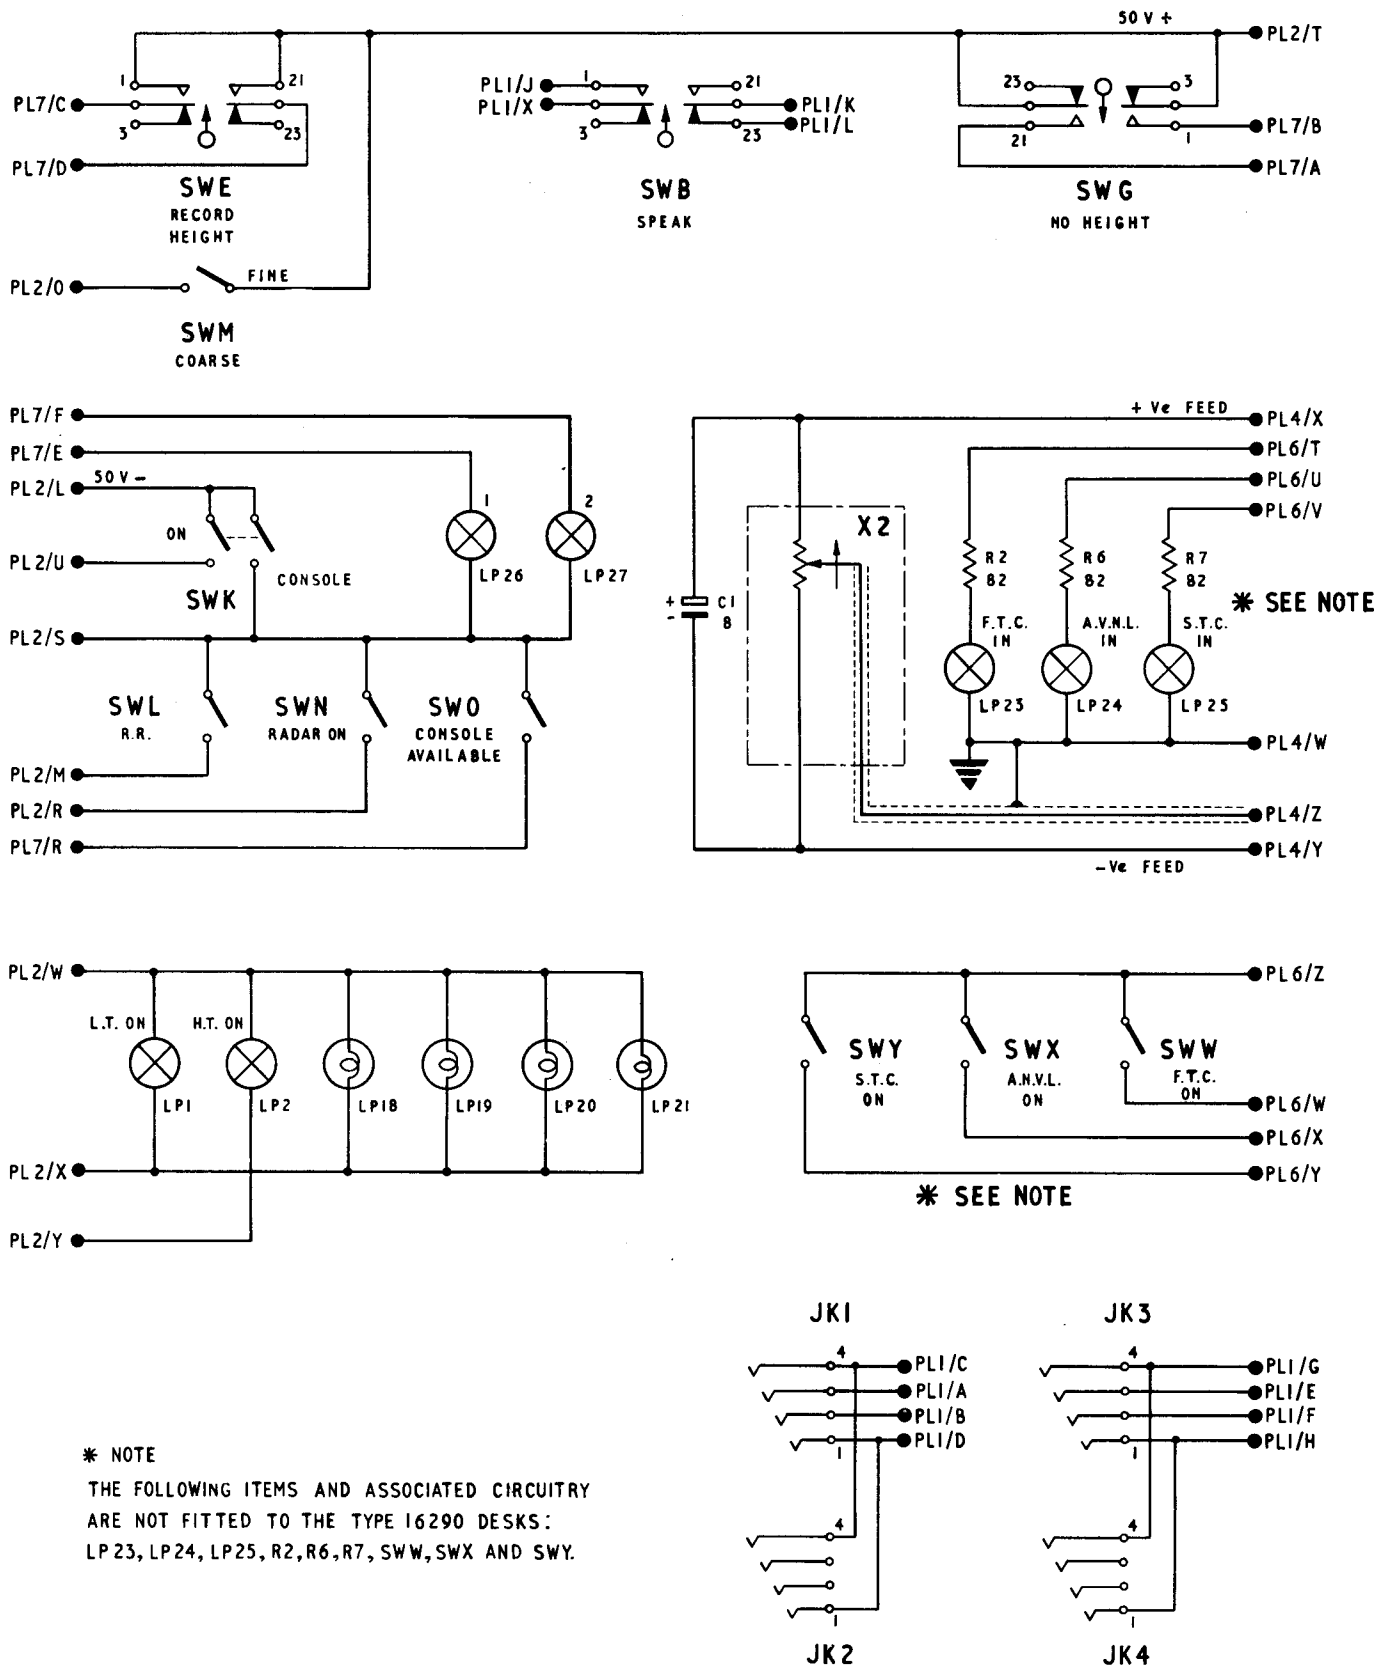 50 V +
PL2/T
1
21
PL1/J
1
21
23
3
PL7/C
PL1/X
PL1/K
3
23
3
23
PL1/L
21
1
PL7/B
PL7/D
PL7/A
SWE
RECORD
HEIGHT
SWB
SPEAK
SWG
NO HEIGHT
PL2/O
FINE
SWM
COARSE
PL7/F
PL7/E
PL2/L
50 V -
ON
PL2/U
CONSOLE
SWK
1
2
LP26
LP27
PL2/S
SWL
R.R.
SWN
RADAR ON
SWO
CONSOLE
AVAILABLE
PL2/M
PL2/R
PL7/R
+ Ve FEED
PL4/X
PL6/T
PL6/U
PL6/V
X2
R2
82
R6
82
R7
82
* SEE NOTE
+
-
C1
8
F.T.C.
IN
A.V.N.L.
IN
S.T.C.
IN
LP23
LP24
LP25
PL4/W
PL4/Z
PL4/Y
-Ve FEED
PL2/W
L.T. ON
H.T. ON
LP1
LP2
LP18
LP19
LP20
LP21
PL2/X
PL2/Y
PL6/Z
SWY
S.T.C.
ON
SWX
A.N.V.L.
ON
SWW
F.T.C.
ON
PL6/W
PL6/X
PL6/Y
* SEE NOTE
JK1
4
PL1/C
PL1/A
PL1/B
PL1/D
1
4
1
JK2
JK3
4
PL1/G
PL1/E
PL1/F
PL1/H
1
4
1
JK4
* NOTE
THE FOLLOWING ITEMS AND ASSOCIATED CIRCUITRY
ARE NOT FITTED TO THE TYPE 16290 DESKS:
LP23, LP24, LP25, R2, R6, R7, SWW, SWX AND SWY.